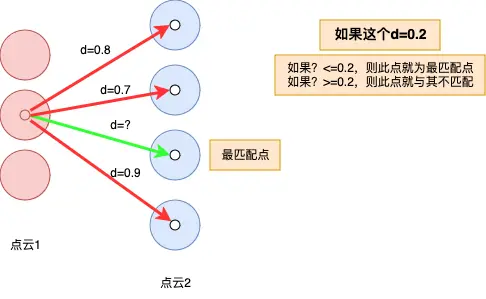 d=0.8
如果这个d=0.2
如果？<=0.2，则此点就为最匹配点
如果？>=0.2，则此点就与其不匹配
d=0.7
d=?
最匹配点
d=0.9
点云1
点云2